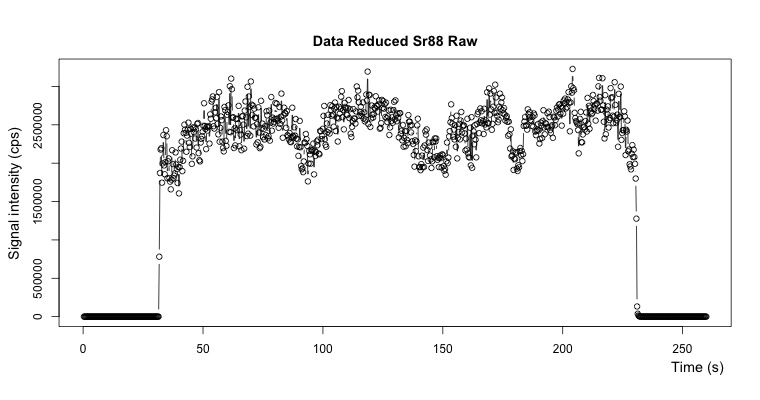 Data Reduced Sr88 Raw
Signal intensity (cps)
2500000
1500000
500000
0
0 50 100 150 200 250
Time (s)